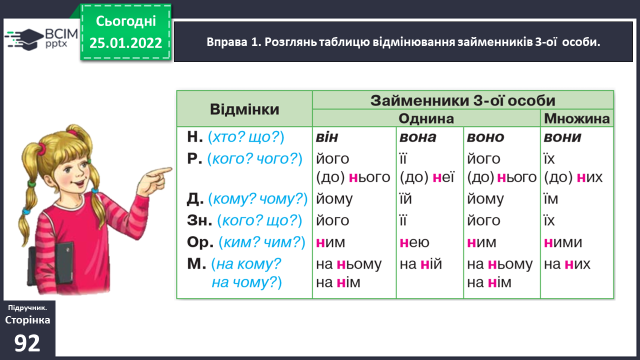 ВСІМ
pptx
Сьогодні
25.01.2022
Вправа 1. Розглянь таблицю відмінювання займенників 3-ої особи.
Відмінки
Займенники 3-ої особи
Однина Множина
Н. (хто? що?) він вона воно вони
Р. (кого? чого?) його її його їх
(до) нього (до) неї (до) нього (до) них
Д. (кому? чому?) йому їй йому їм
Зн. (кого? що?) його її його їх
Ор. (ким? чим?) ним нею ним ними
М. (на кому? на ньому на ній на ньому на них
на чому?) на нім на нім
Підручник.
Сторінка
92